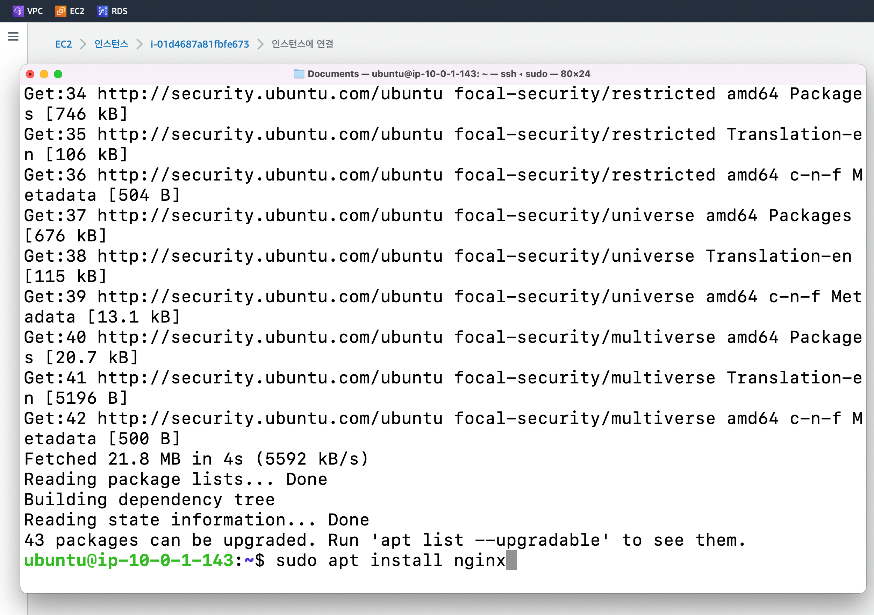 VPC EC2 RDS
EC2 > 인스턴스 > i-01d4687a81fbfe673 > 인스턴스에 연결
Documents — ubuntu@ip-10-0-1-143: ~ — ssh ‹ sudo — 80×24
Get:34 http://security.ubuntu.com/ubuntu focal-security/restricted amd64 Package
s [746 kB]
Get:35 http://security.ubuntu.com/ubuntu focal-security/restricted Translation-e
n [106 kB]
Get:36 http://security.ubuntu.com/ubuntu focal-security/restricted amd64 c-n-f M
etadata [504 B]
Get:37 http://security.ubuntu.com/ubuntu focal-security/universe amd64 Packages
[676 kB]
Get:38 http://security.ubuntu.com/ubuntu focal-security/universe Translation-en
[115 kB]
Get:39 http://security.ubuntu.com/ubuntu focal-security/universe amd64 c-n-f Met
adata [13.1 kB]
Get:40 http://security.ubuntu.com/ubuntu focal-security/multiverse amd64 Package
s [20.7 kB]
Get:41 http://security.ubuntu.com/ubuntu focal-security/multiverse Translation-e
n [5196 B]
Get:42 http://security.ubuntu.com/ubuntu focal-security/multiverse amd64 c-n-f M
etadata [500 B]
Fetched 21.8 MB in 4s (5592 kB/s)
Reading package lists... Done
Building dependency tree
Reading state information... Done
43 packages can be upgraded. Run 'apt list --upgradable' to see them.
ubuntu@ip-10-0-1-143:~$ sudo apt install nginx